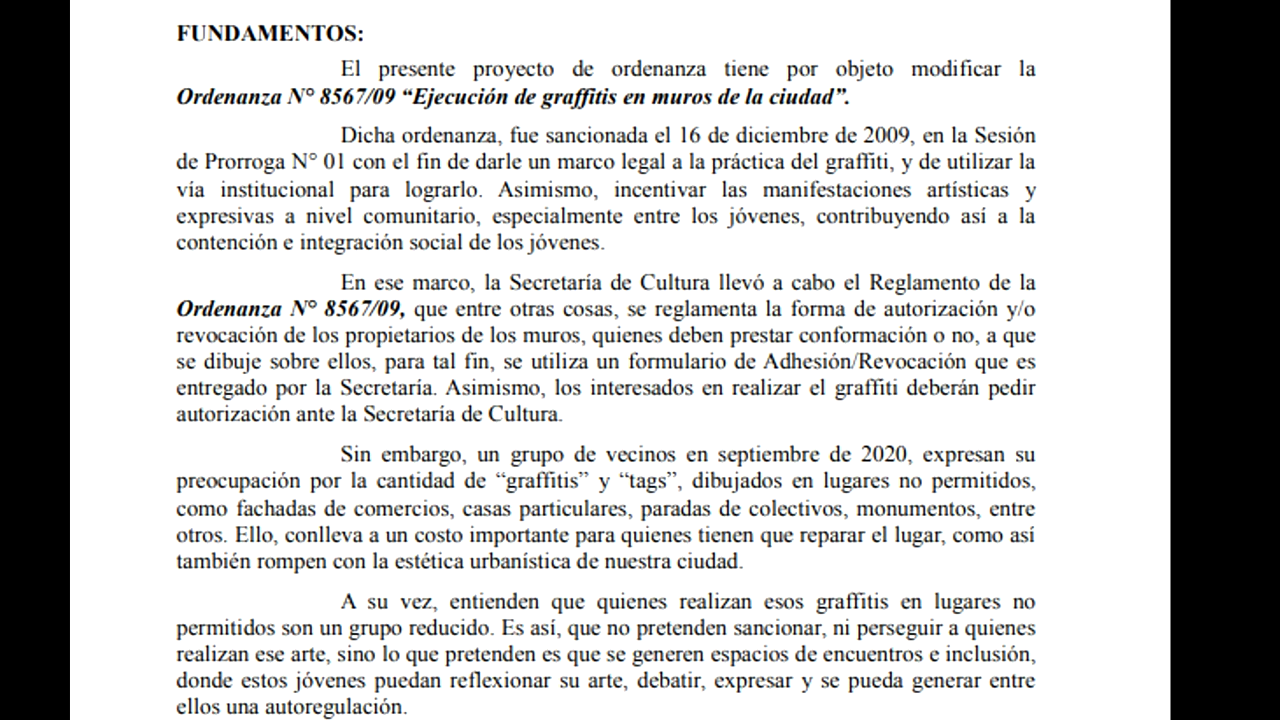 FUNDAMENTOS:
El presente proyecto de ordenanza tiene por objeto modificar la
Ordenanza N° 8567/09 “Ejecución de graffitis en muros de la ciudad”.
Dicha ordenanza, fue sancionada el 16 de diciembre de 2009, en la Sesión
de Prorroga N° 01 con el fin de darle un marco legal a la práctica del graffiti, y de utilizar la
vía institucional para lograrlo. Asimismo, incentivar las manifestaciones artísticas y
expresivas a nivel comunitario, especialmente entre los jóvenes, contribuyendo así a la
contención e integración social de los jóvenes.
En ese marco, la Secretaría de Cultura llevó a cabo el Reglamento de la
Ordenanza N° 8567/09, que entre otras cosas, se reglamenta la forma de autorización y/o
revocación de los propietarios de los muros, quienes deben prestar conformación o no, a que
se dibuje sobre ellos, para tal fin, se utiliza un formulario de Adhesión/Revocación que es
entregado por la Secretaría. Asimismo, los interesados en realizar el graffiti deberán pedir
autorización ante la Secretaría de Cultura.
Sin embargo, un grupo de vecinos en septiembre de 2020, expresan su
preocupación por la cantidad de “graffitis” y “tags”, dibujados en lugares no permitidos,
como fachadas de comercios, casas particulares, paradas de colectivos, monumentos, entre
otros. Ello, conlleva a un costo importante para quienes tienen que reparar el lugar, como así
también rompen con la estética urbanística de nuestra ciudad.
A su vez, entienden que quienes realizan esos graffitis en lugares no
permitidos son un grupo reducido. Es así, que no pretenden sancionar, ni perseguir a quienes
realizan ese arte, sino lo que pretenden es que se generen espacios de encuentros e inclusión,
donde estos jóvenes puedan reflexionar su arte, debatir, expresar y se pueda generar entre
ellos una autoregulación.